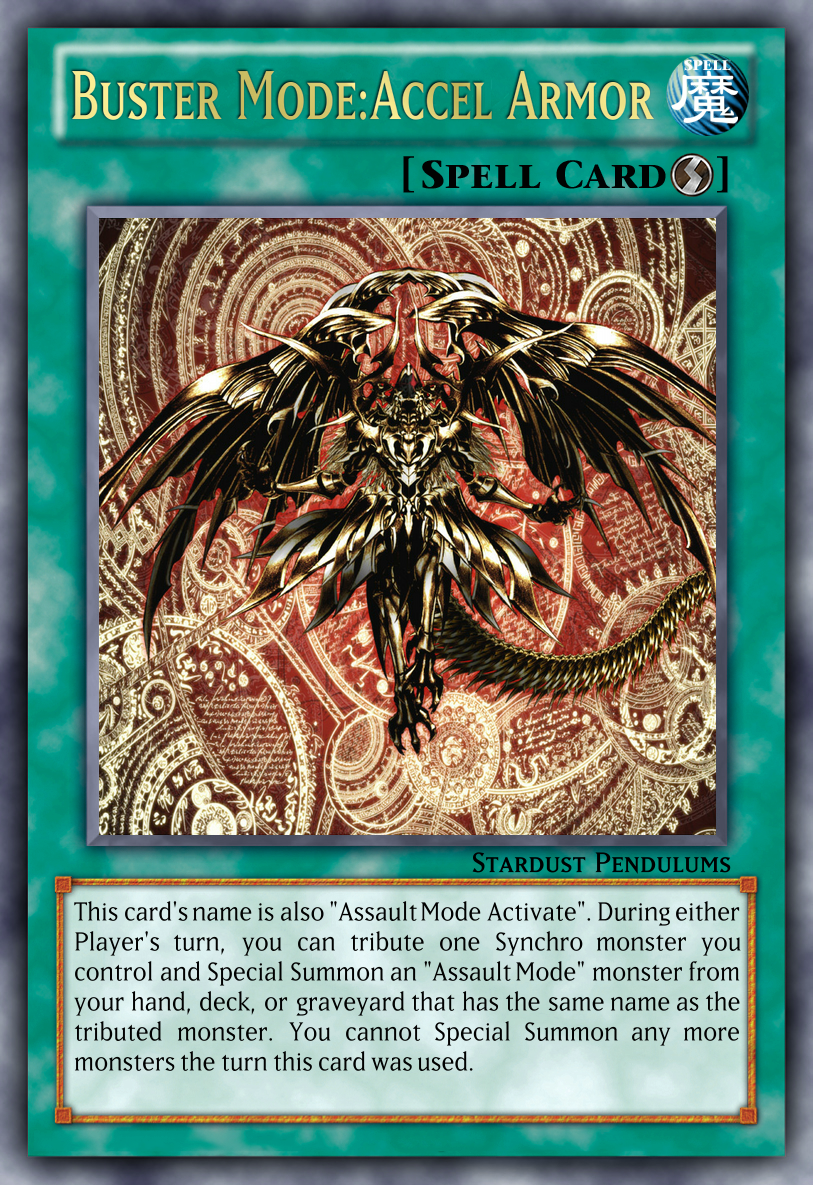 Buster Mode:Accel Armor
SPELL
魔
[Spell Card]
Stardust Pendulums
This card's name is also "Assault Mode Activate". During either
Player's turn, you can tribute one Synchro monster you
control and Special Summon an "Assault Mode" monster from
your hand, deck, or graveyard that has the same name as the
tributed monster. You cannot Special Summon any more
monsters the turn this card was used.